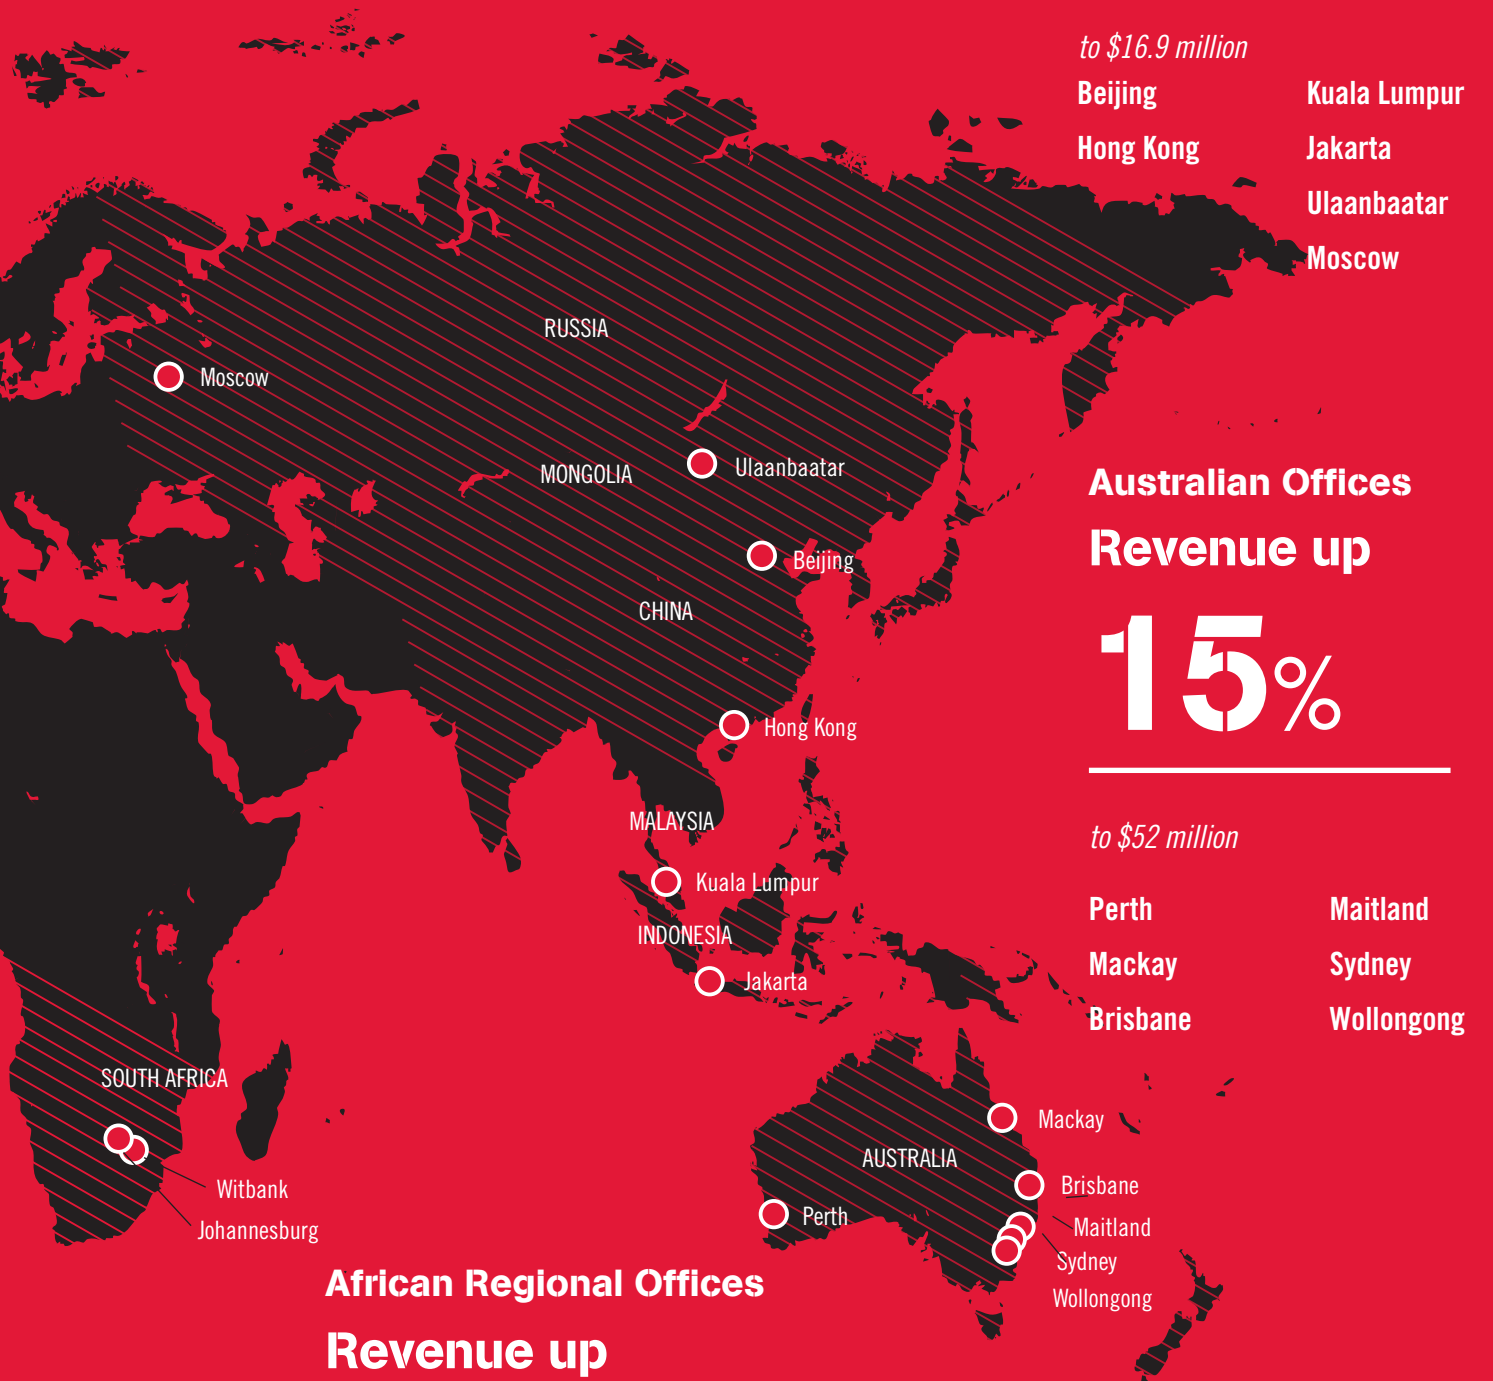 to $16.9 million
Beijing
Kuala Lumpur
Hong Kong
Jakarta
Ulaanbaatar
Moscow
RUSSIA
Moscow
MONGOLIA
Ulaanbaatar
Beijing
CHINA
Hong Kong
MALAYSIA
Kuala Lumpur
INDONESIA
Jakarta
Australian Offices
Revenue up
15%
to $52 million
Perth
Maitland
Mackay
Sydney
Brisbane
Wollongong
SOUTH AFRICA
Witbank
Johannesburg
Mackay
AUSTRALIA
Brisbane
Perth
Maitland
Sydney
Wollongong
African Regional Offices
Revenue up